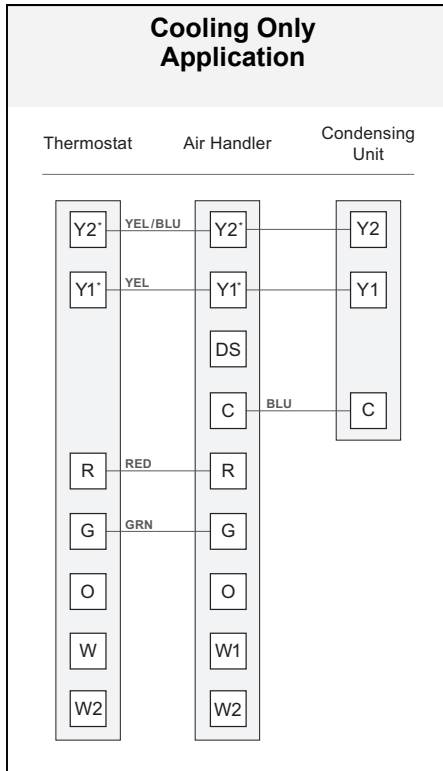 Cooling Only
Application
Thermostat Air Handler Condensing
Unit
Y2* YEL/BLU Y2* Y2
Y1* YEL Y1* Y1
DS
C BLU C
R RED R
G GRN G
O O
W W1
W2 W2